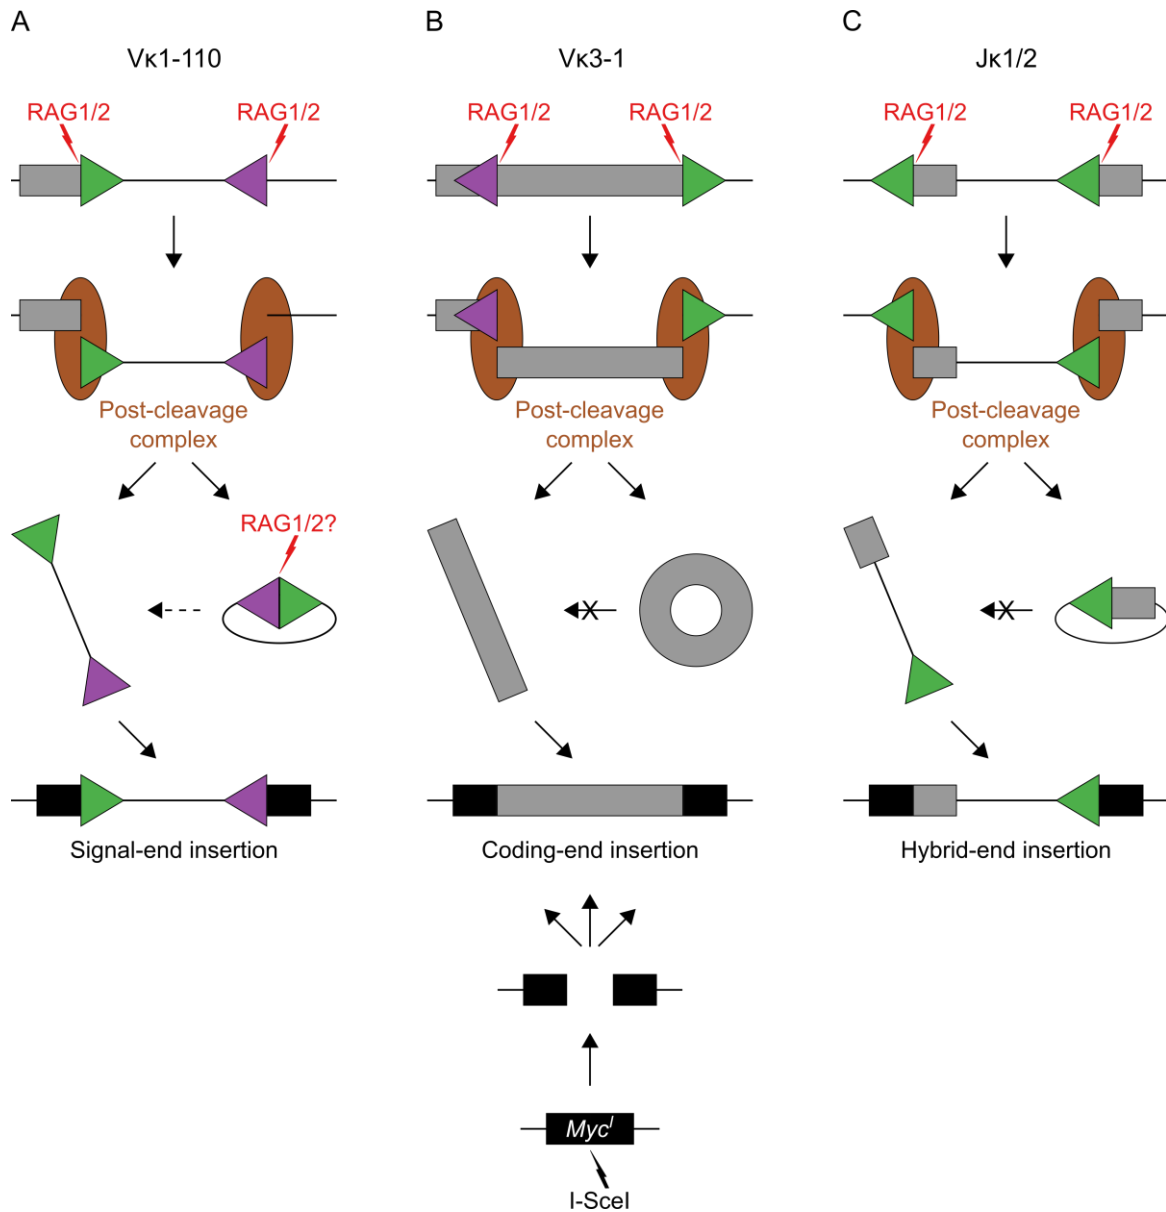 A
B
C
Vκ1-110
Vκ3-1
Jκ1/2
RAG1/2
RAG1/2
RAG1/2
RAG1/2
RAG1/2
RAG1/2
Post-cleavage
complex
Post-cleavage
complex
Post-cleavage
complex
RAG1/2?
X
X
Signal-end insertion
Coding-end insertion
Hybrid-end insertion
Myc^I
I-SceI